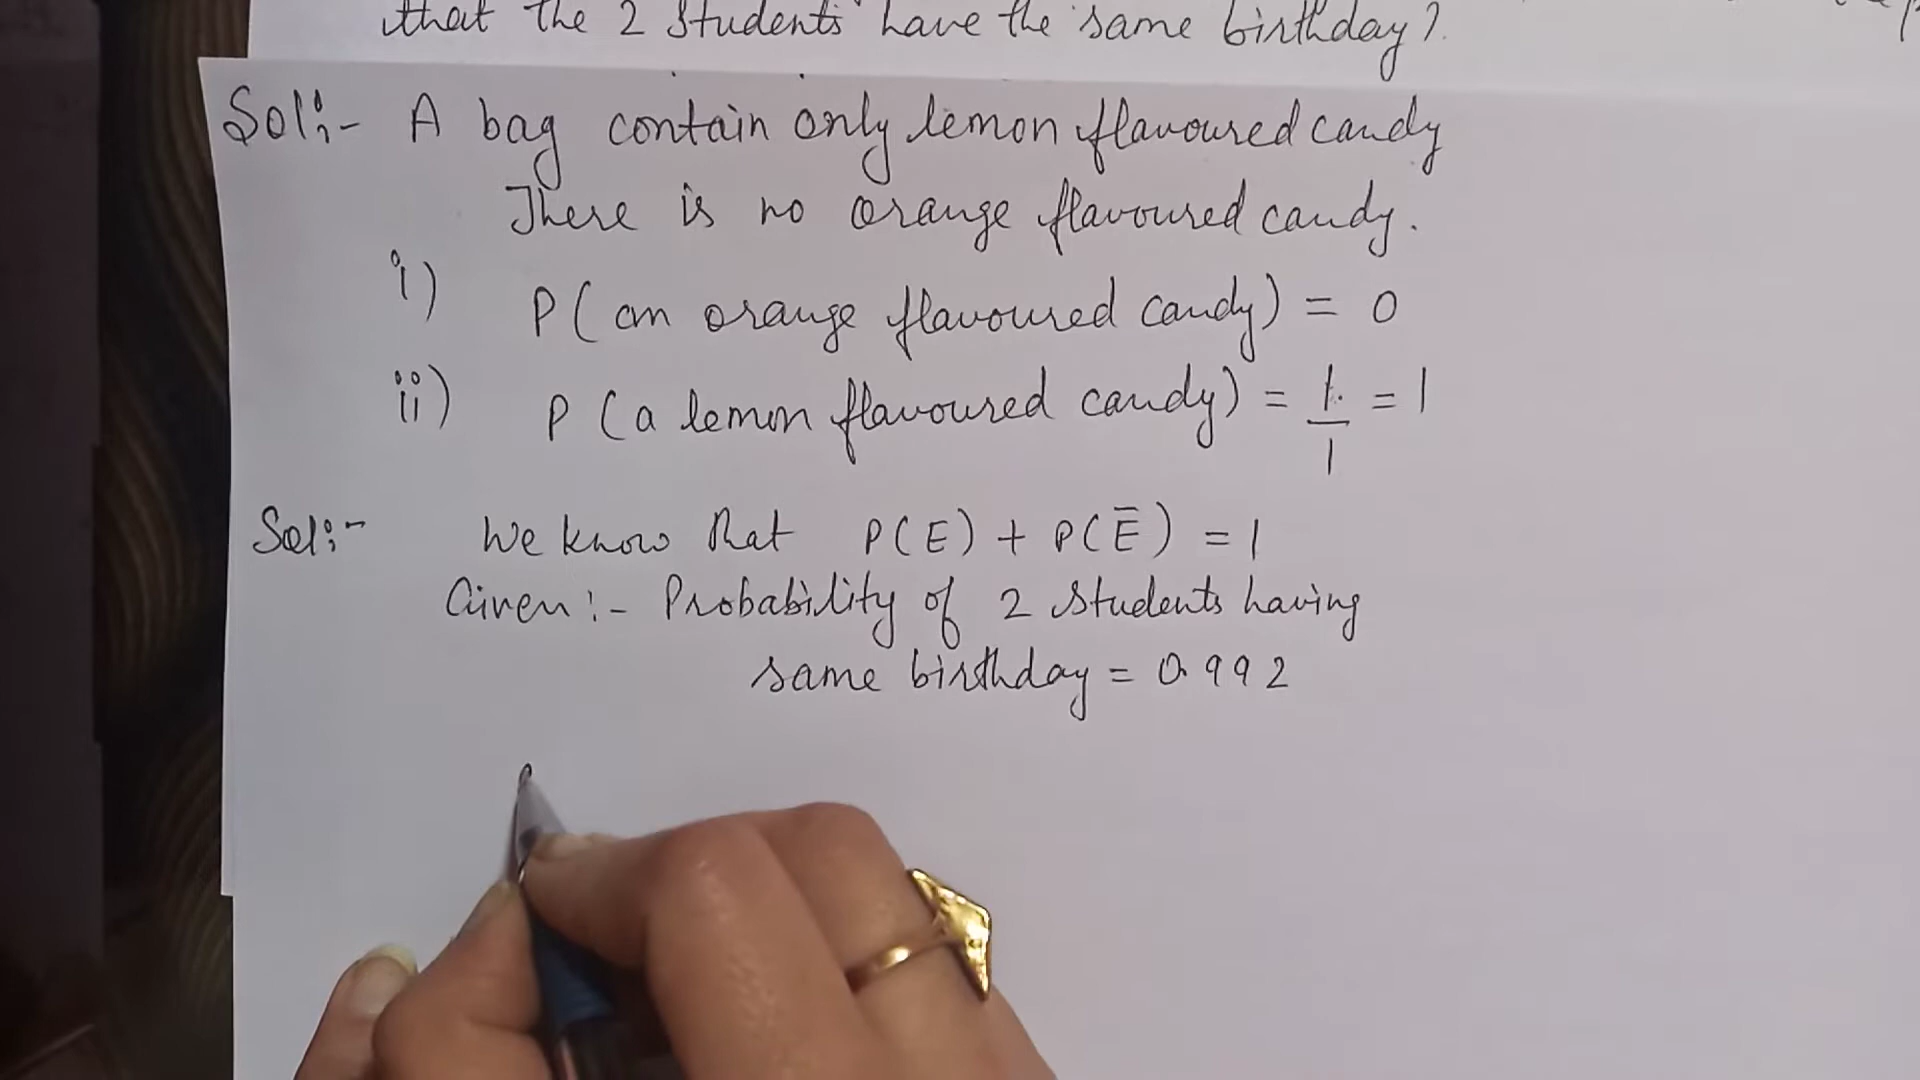 that the 2 students have the same birthday?
Sol:- A bag contain only lemon flavoured candy
There is no orange flavoured candy.
i) P(an orange flavoured candy) = 0
ii) P(a lemon flavoured candy) = 1/1 = 1
Sol:- We know that P(E) + P(Ē) = 1
Given:- Probability of 2 students having
same birthday = 0.992